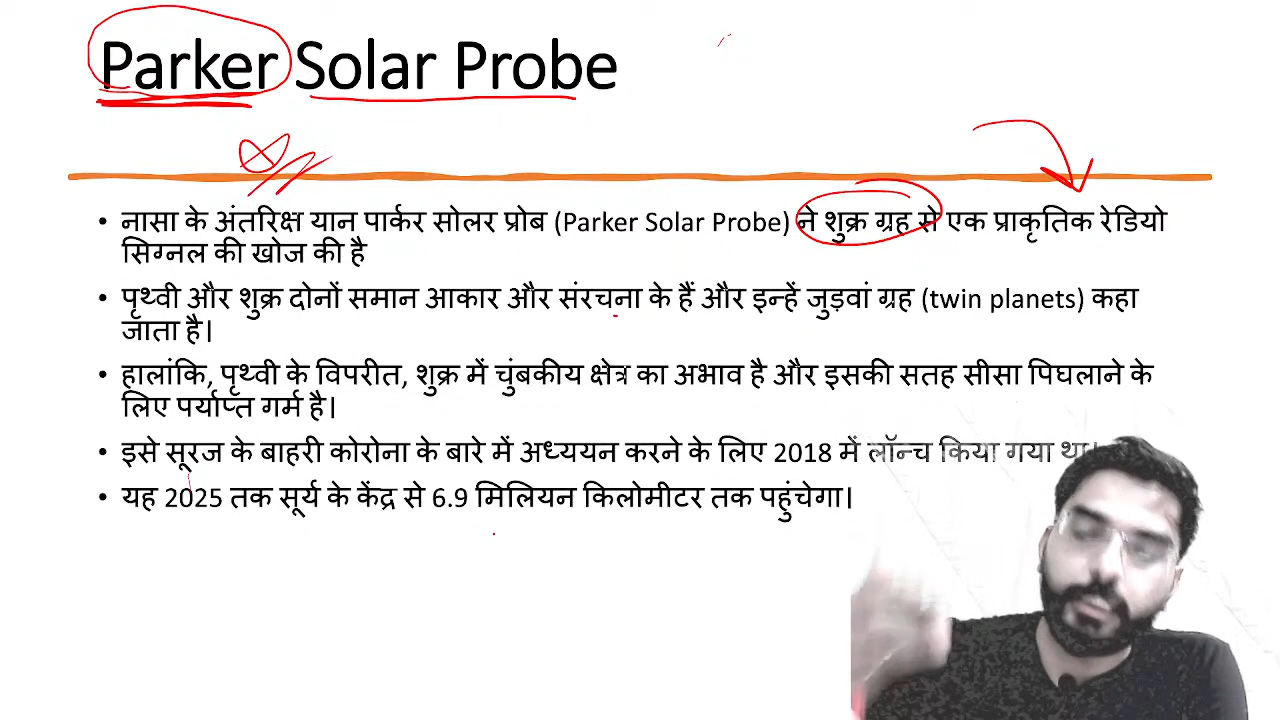 Parker Solar Probe
• नासा के अंतरिक्ष यान पार्कर सोलर प्रोब (Parker Solar Probe) ने शुक्र ग्रह से एक प्राकृतिक रेडियो
सिग्नल की खोज की है
• पृथ्वी और शुक्र दोनों समान आकार और संरचना के हैं और इन्हें जुड़वां ग्रह (twin planets) कहा
जाता है।
• हालांकि, पृथ्वी के विपरीत, शुक्र में चुंबकीय क्षेत्र का अभाव है और इसकी सतह सीसा पिघलाने के
लिए पर्याप्त गर्म है।
• इसे सूरज के बाहरी कोरोना के बारे में अध्ययन करने के लिए 2018 में लॉन्च किया गया था।
• यह 2025 तक सूर्य के केंद्र से 6.9 मिलियन किलोमीटर तक पहुंचेगा।